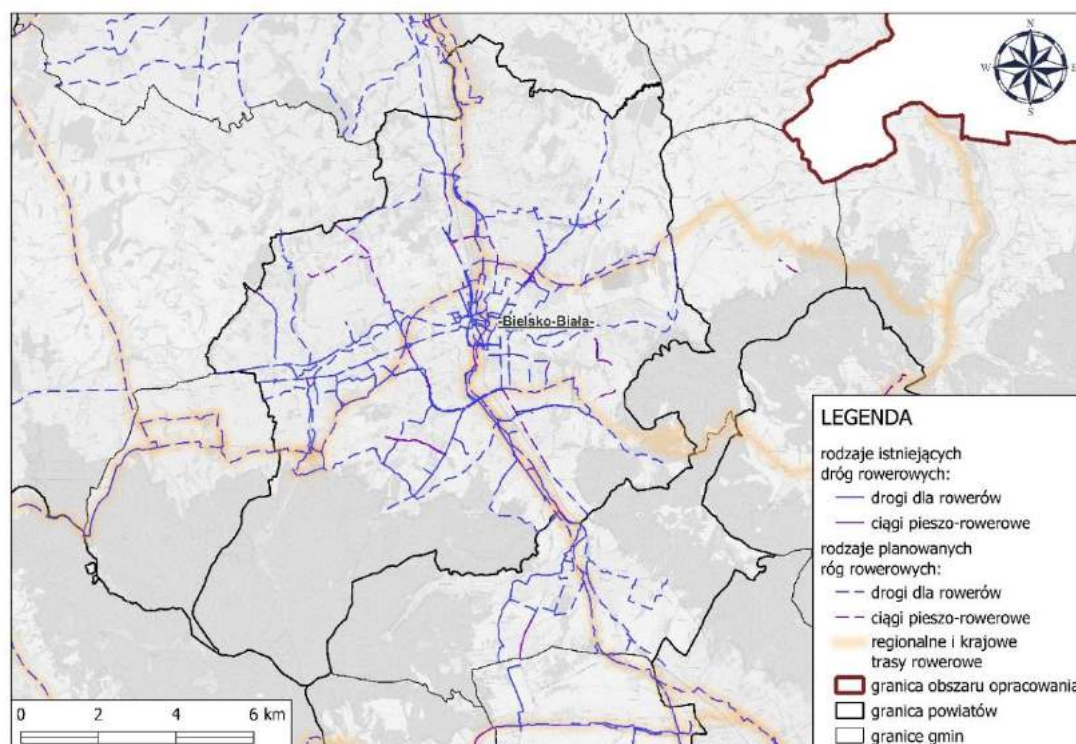 N
W
E
S
-Bielsko-Biała-
LEGENDA
rodzaje istniejących
dróg rowerowych:
drogi dla rowerów
ciągi pieszo-rowerowe
rodzaje planowanych
róg rowerowych:
drogi dla rowerów
ciągi pieszo-rowerowe
regionalne i krajowe
trasy rowerowe
granica obszaru opracowania
granica powiatów
granice gmin
0 2 4 6 km